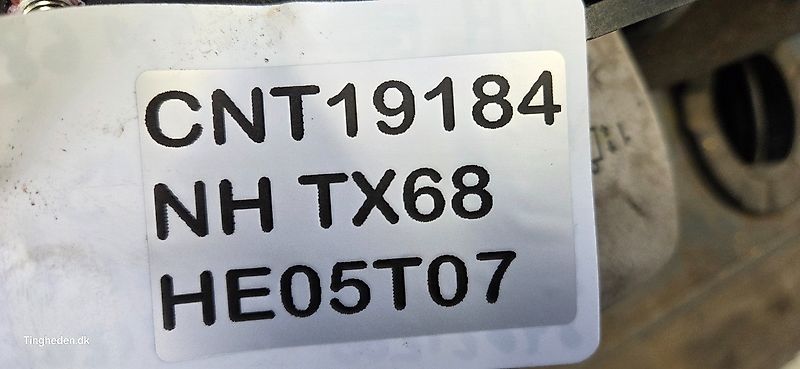 CNT19184
NH TX68
HE05T07
Tingheden.dk